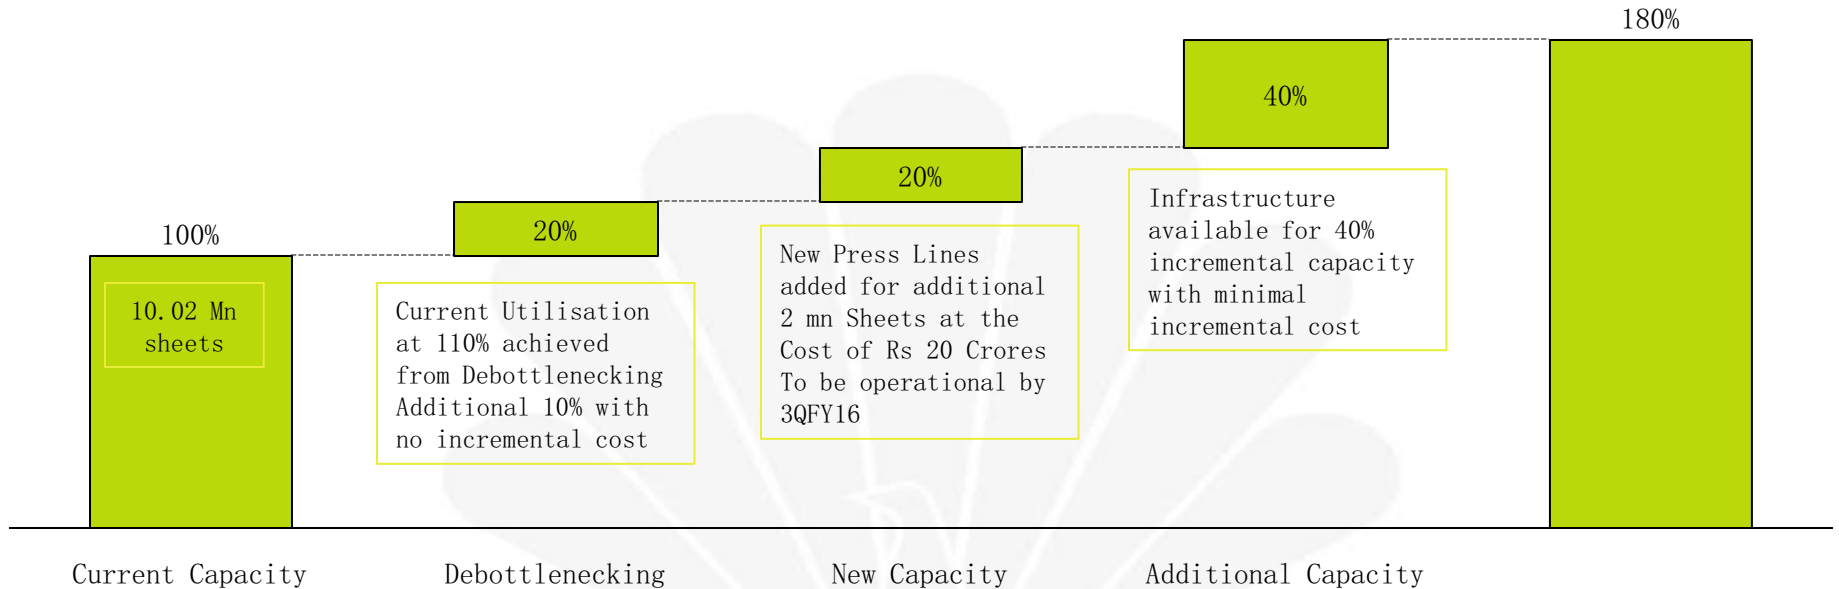 180%
40%
20%
20%
100%
10.02 Mn
sheets
Current Utilisation
at 110% achieved
from Debottlenecking
Additional 10% with
no incremental cost
New Press Lines
added for additional
2 mn Sheets at the
Cost of Rs 20 Crores
To be operational by
3QFY16
Infrastructure
available for 40%
incremental capacity
with minimal
incremental cost
Current Capacity
Debottlenecking
New Capacity
Additional Capacity